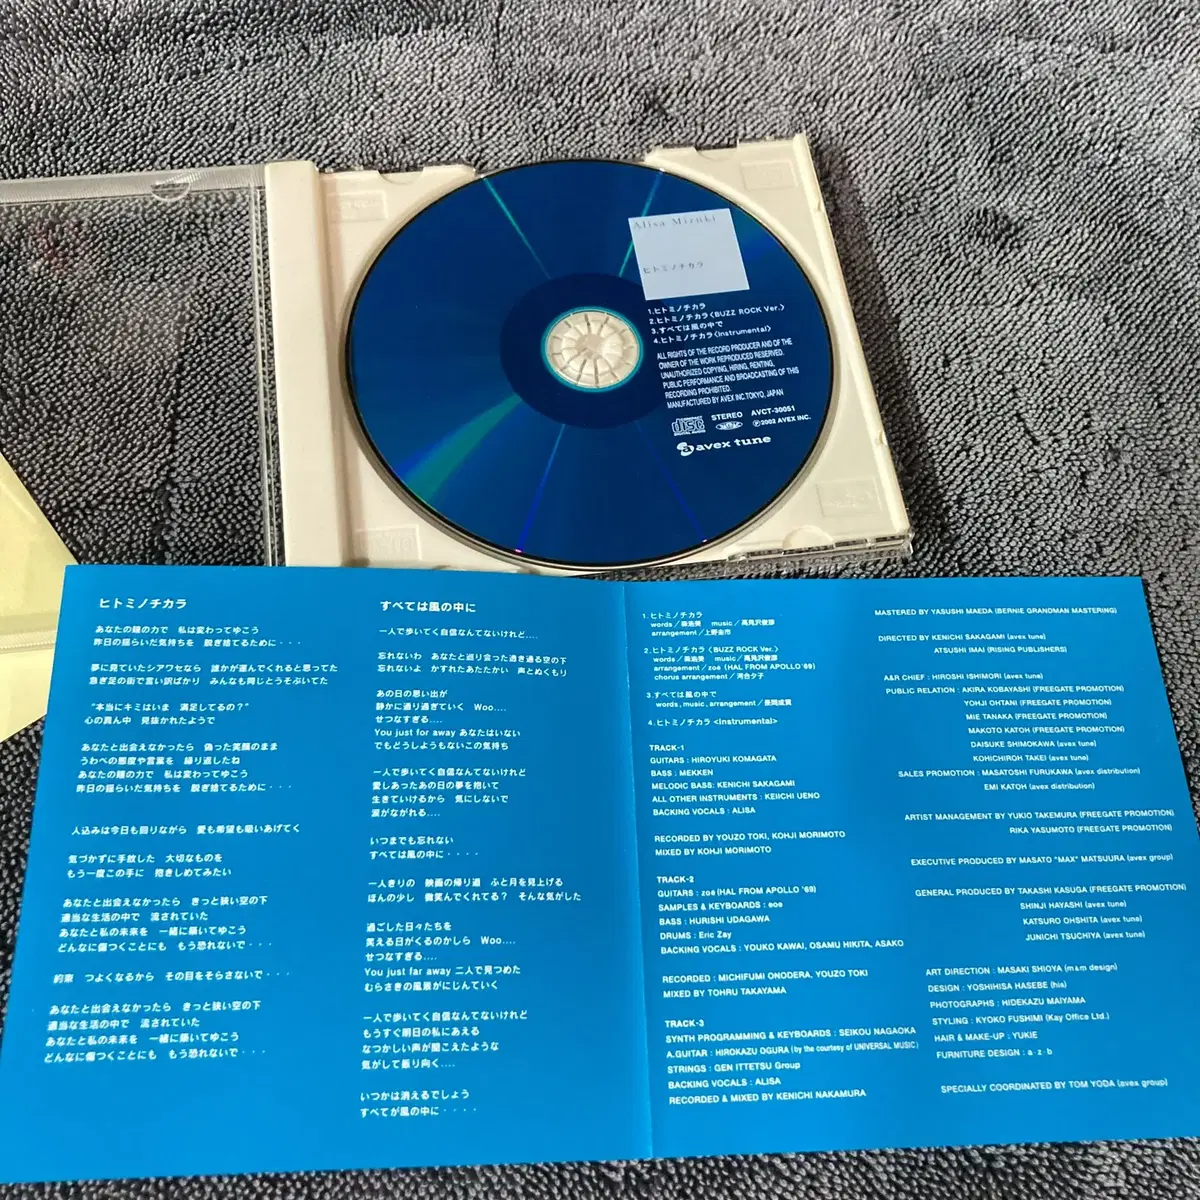 Alisa Mizuki
ヒトミノチカラ
1.ヒトミノチカラ
2.ヒトミノチカラ〈BUZZ ROCK Ver.〉
3.すべては風の中で
4.ヒトミノチカラ〈Instrumental〉
ALL RIGHTS OF THE RECORD PRODUCER AND OF THE
OWNER OF THE WORK REPRODUCED RESERVED.
UNAUTHORIZED COPYING, HIRING, RENTING,
PUBLIC PERFORMANCE AND BROADCASTING OF THIS
RECORDING PROHIBITED.
MANUFACTURED BY AVEX INC.TOKYO, JAPAN
COMPACT disc DIGITAL AUDIO STEREO AVCT-30051
Ⓟ2002 AVEX INC.
avex tune
ヒトミノチカラ
あなたの瞳の力で 私は変わってゆこう
昨日の揺らいだ気持ちを 脱ぎ捨てるために・・・
夢に見ていたシアワセなら 誰かが運んでくれると思ってた
急ぎ足の街で言い訳ばかり みんなも同じとうそぶいてた
"本当にキミはいま 満足してるの?"
心の真ん中 見抜かれたようで
あなたと出会えなかったら 偽った笑顔のまま
うわべの態度や言葉を 繰り返したね
あなたの瞳の力で 私は変わってゆこう
昨日の揺らいだ気持ちを 脱ぎ捨てるために・・・
人込みは今日も回りながら 愛も希望も吸いあげてく
気づかずに手放した 大切なものを
もう一度この手に 抱きしめてみたい
あなたと出会えなかったら きっと狭い空の下
適当な生活の中で 流されていた
あなたと私の未来を 一緒に築いてゆこう
どんなに傷つくことにも もう恐れないで・・・
約束 つよくなるから その目をそらさないで・・・
あなたと出会えなかったら きっと狭い空の下
適当な生活の中で 流されていた
あなたと私の未来を 一緒に築いてゆこう
どんなに傷つくことにも もう恐れないで・・・
すべては風の中に
一人で歩いてく自信なんてないけれど....
忘れないわ あなたと巡り会った透き通る空の下
忘れないよ かすれたあたたかい 声とぬくもり
あの日の思い出が
静かに通り過ぎていく Woo....
せつなすぎる....
You just far away あなたはいない
でもどうしようもないこの気持ち
一人で歩いてく自信なんてないけれど
愛しあったあの日の夢を抱いて
生きていけるから 気にしないで
涙がながれる....
いつまでも忘れない
すべては風の中に・・・・
一人きりの 映画の帰り道 ふと月を見上げる
ほんの少し 微笑んでくれてる? そんな気がした
過ごした日々たちを
笑える日がくるのかしら Woo....
せつなすぎる....
You just far away 二人で見つめた
むらさきの風景がにじんていく
一人で歩いてく自信なんてないけれど
もうすぐ明日の私にあえる
なつかしい声が聞こえたような
気がして振り向く....
いつかは消えるでしょう
すべてが風の中に・・・・
1.ヒトミノチカラ
words／菊池美 music／高見沢俊彦
arrangement／上野圭市
2.ヒトミノチカラ〈BUZZ ROCK Ver.〉
words／菊池美 music／高見沢俊彦
arrangement／zoé (HAL FROM APOLLO'69)
chorus arrangement／河合夕子
3.すべては風の中で
words,music,arrangement／長岡成貢
4.ヒトミノチカラ <Instrumental>
TRACK-1
GUITARS : HIROYUKI KOMAGATA
BASS : MEKKEN
MELODIC BASS: KENICHI SAKAGAMI
ALL OTHER INSTRUMENTS : KEIICHI UENO
BACKING VOCALS : ALISA
RECORDED BY YOUZO TOKI, KOHJI MORIMOTO
MIXED BY KOHJI MORIMOTO
TRACK-2
GUITARS : zoé (HAL FROM APOLLO '69)
SAMPLES & KEYBOARDS : eoe
BASS : HURISHI UDAGAWA
DRUMS : Eric Zay
BACKING VOCALS : YOUKO KAWAI, OSAMU HIKITA, ASAKO
RECORDED : MICHIFUMI ONODERA, YOUZO TOKI
MIXED BY TOHRU TAKAYAMA
TRACK-3
SYNTH PROGRAMMING & KEYBOARDS : SEIKOU NAGAOKA
A.GUITAR : HIROKAZU OGURA (by the courtesy of UNIVERSAL MUSIC)
STRINGS : GEN ITTETSU Group
BACKING VOCALS : ALISA
RECORDED & MIXED BY KENICHI NAKAMURA
MASTERED BY YASUSHI MAEDA (BERNIE GRANDMAN MASTERING)
DIRECTED BY KENICHI SAKAGAMI (avex tune)
ATSUSHI IMAI (RISING PUBLISHERS)
A&R CHIEF : HIROSHI ISHIMORI (avex tune)
PUBLIC RELATION : AKIRA KOBAYASHI (FREEGATE PROMOTION)
YOHJI OHTANI (FREEGATE PROMOTION)
MIE TANAKA (FREEGATE PROMOTION)
MAKOTO KATOH (FREEGATE PROMOTION)
DAISUKE SHIMOKAWA (avex tune)
KOHICHIROH TAKEI (avex tune)
SALES PROMOTION : MASATOSHI FURUKAWA (avex distribution)
EMI KATOH (avex distribution)
ARTIST MANAGEMENT BY YUKIO TAKEMURA (FREEGATE PROMOTION)
RIKA YASUMOTO (FREEGATE PROMOTION)
EXECUTIVE PRODUCED BY MASATO "MAX" MATSUURA (avex group)
GENERAL PRODUCED BY TAKASHI KASUGA (FREEGATE PROMOTION)
SHINJI HAYASHI (avex tune)
KATSURO OHSHITA (avex tune)
JUNICHI TSUCHIYA (avex tune)
ART DIRECTION : MASAKI SHIOYA (m&m design)
DESIGN : YOSHIHISA HASEBE (his)
PHOTOGRAPHS : HIDEKAZU MAIYAMA
STYLING : KYOKO FUSHIMI (Kay Office Ltd.)
HAIR & MAKE-UP : YUKIE
FURNITURE DESIGN : a・z・b
SPECIALLY COORDINATED BY TOM YODA (avex group)